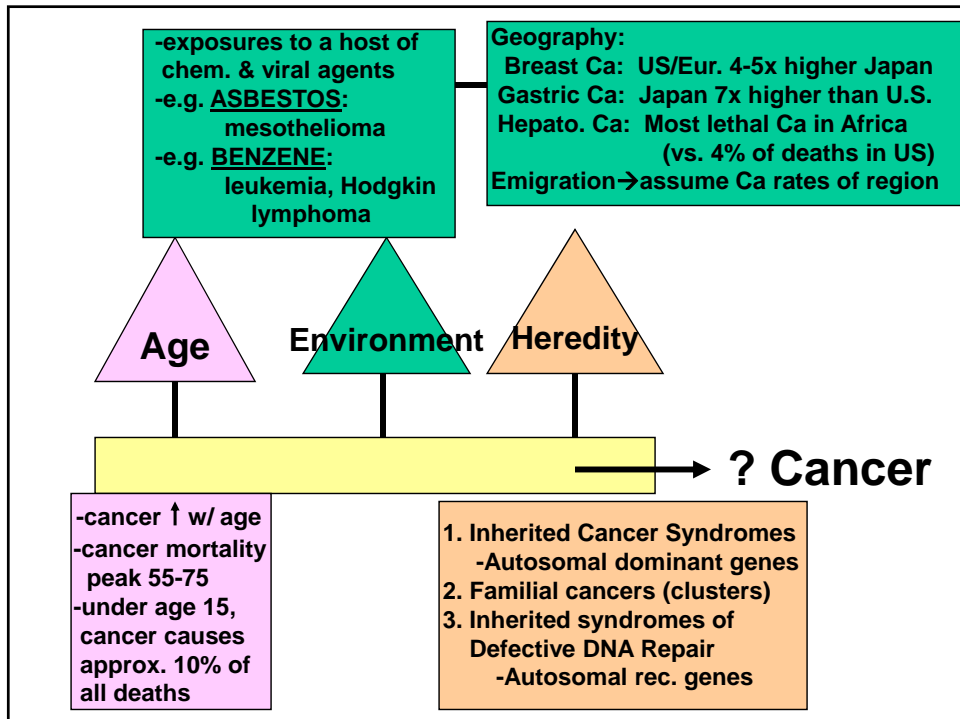 -exposures to a host of
chem. & viral agents
-e.g. ASBESTOS:
mesothelioma
-e.g. BENZENE:
leukemia, Hodgkin
lymphoma
Geography:
Breast Ca: US/Eur. 4-5x higher Japan
Gastric Ca: Japan 7x higher than U.S.
Hepato. Ca: Most lethal Ca in Africa
(vs. 4% of deaths in US)
Emigration→assume Ca rates of region
Age
Environment
Heredity
? Cancer
-cancer ↑ w/ age
-cancer mortality
peak 55-75
-under age 15,
cancer causes
approx. 10% of
all deaths
1. Inherited Cancer Syndromes
-Autosomal dominant genes
2. Familial cancers (clusters)
3. Inherited syndromes of
Defective DNA Repair
-Autosomal rec. genes